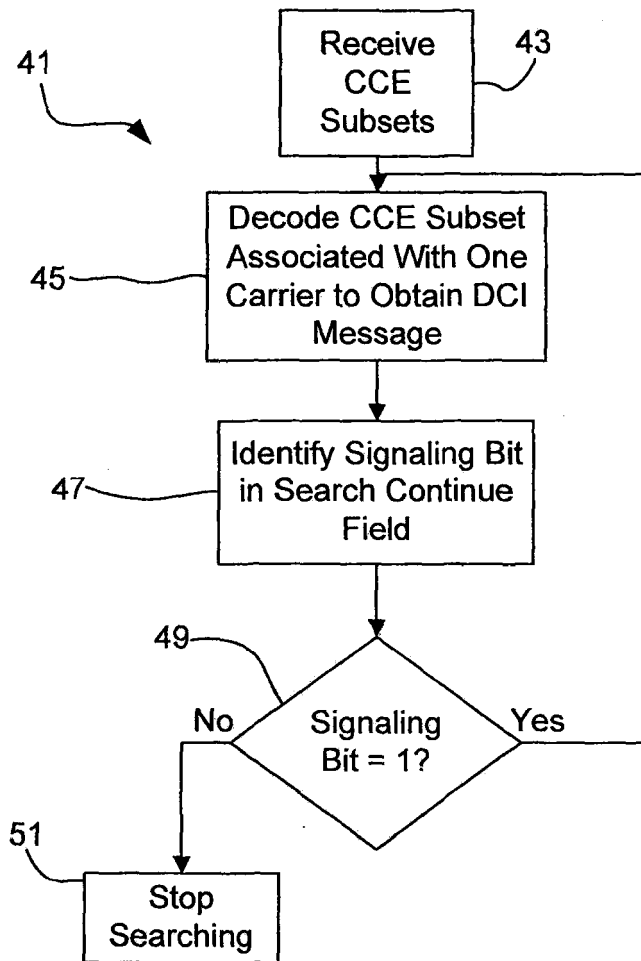 Receive
CCE
Subsets
43
41
Decode CCE Subset
Associated With One
Carrier to Obtain DCI
Message
45
Identify Signaling Bit
in Search Continue
Field
47
49
No
Signaling
Bit = 1?
Yes
51
Stop
Searching